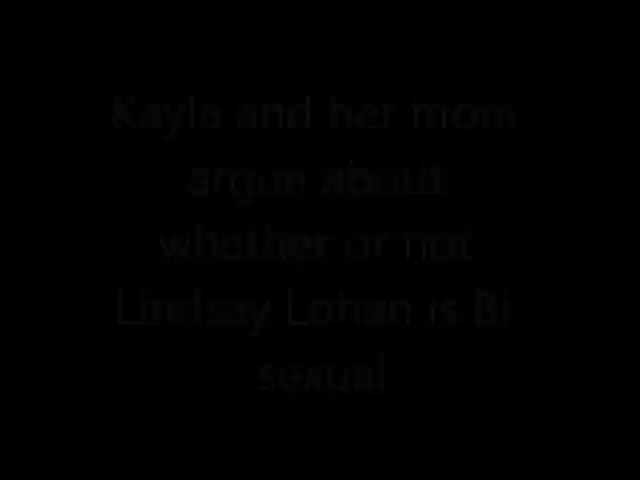 Kayla and her mom
argue about
whether or not
Lindsay Lohan is Bi
sexual